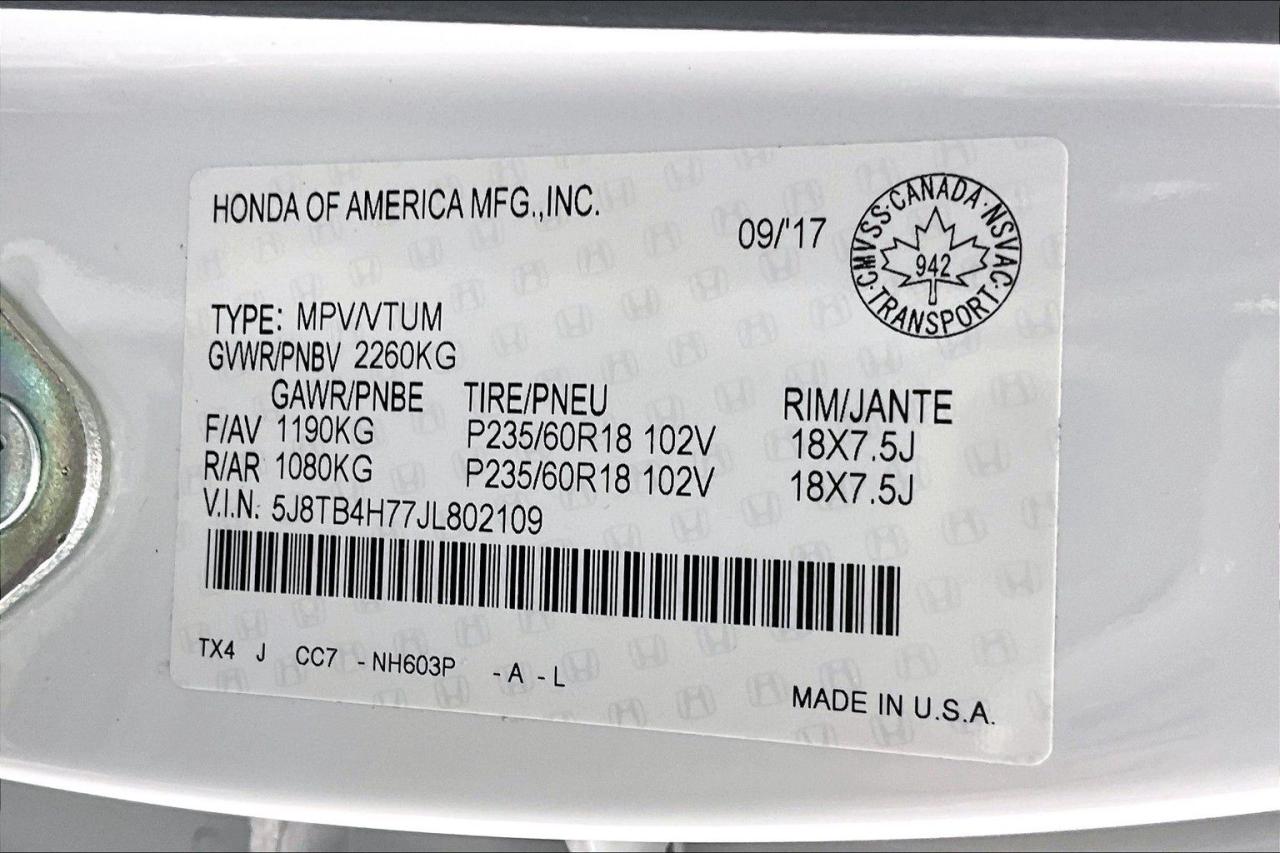 HONDA OF AMERICA MFG.,INC.
09/'17
CMVSS·CANADA·NSVAC·TRANSPORT·
942
TYPE: MPV/VTUM
GVWR/PNBV 2260KG
GAWR/PNBE TIRE/PNEU RIM/JANTE
F/AV 1190KG P235/60R18 102V 18X7.5J
R/AR 1080KG P235/60R18 102V 18X7.5J
V.I.N: 5J8TB4H77JL802109
TX4 J CC7 - NH603P - A - L
MADE IN U.S.A.